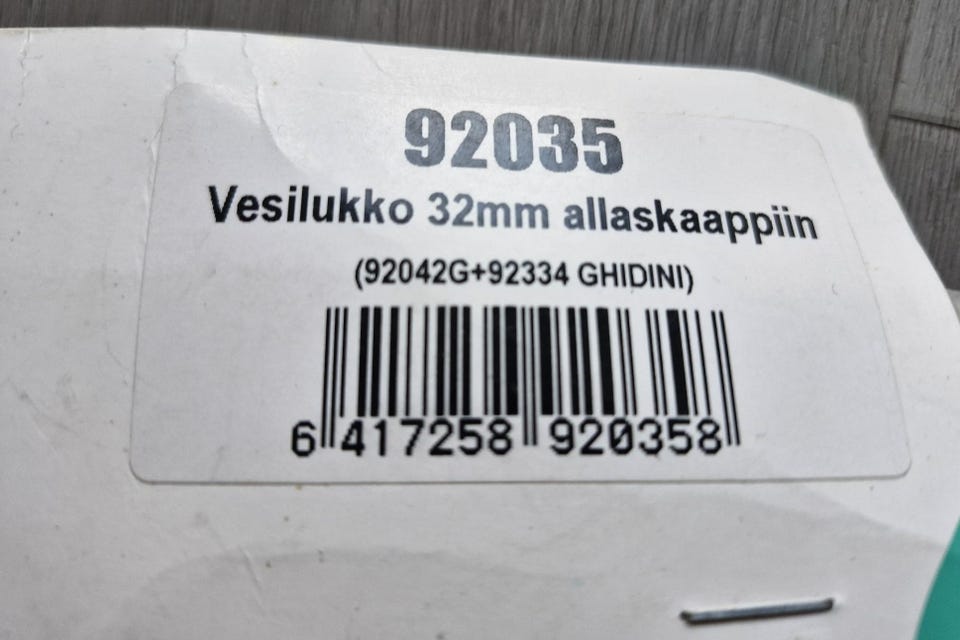 92035
Vesilukko 32mm allaskaappiin
(92042G+92334 GHIDINI)
6 417258 920358